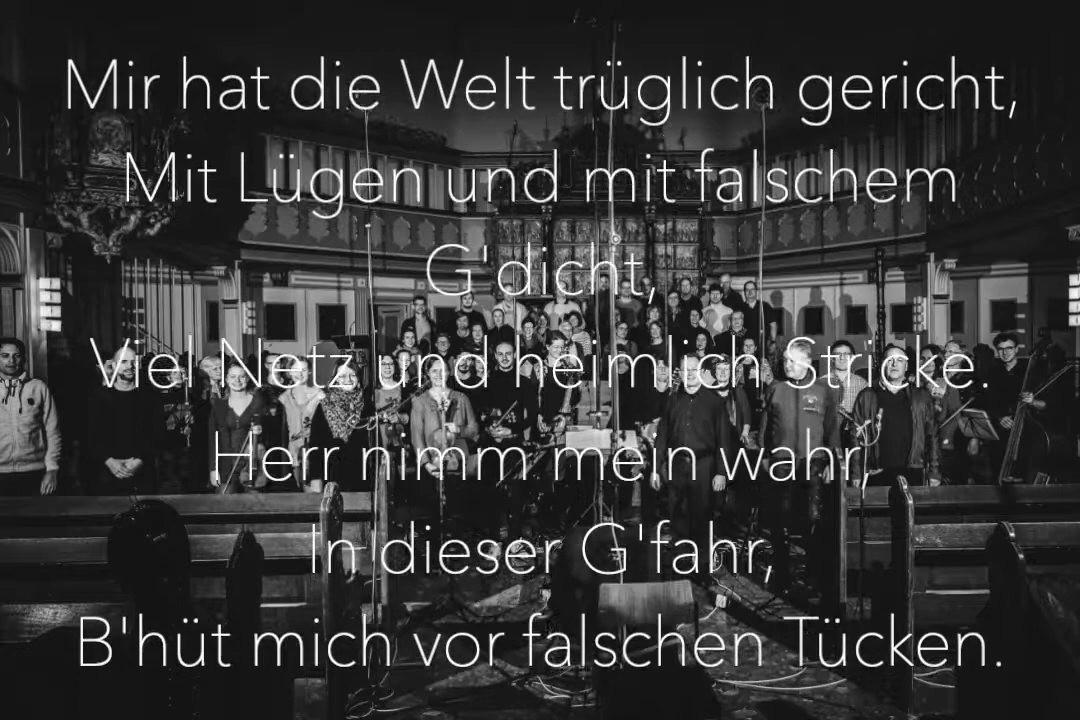 Mir hat die Welt trüglich gericht,
Mit Lügen und mit falschem
G'dicht,
Viel Netz und heimlich Stricke.
Herr nimm mein wahr,
In dieser G'fahr,
B'hüt mich vor falschen Tücken.